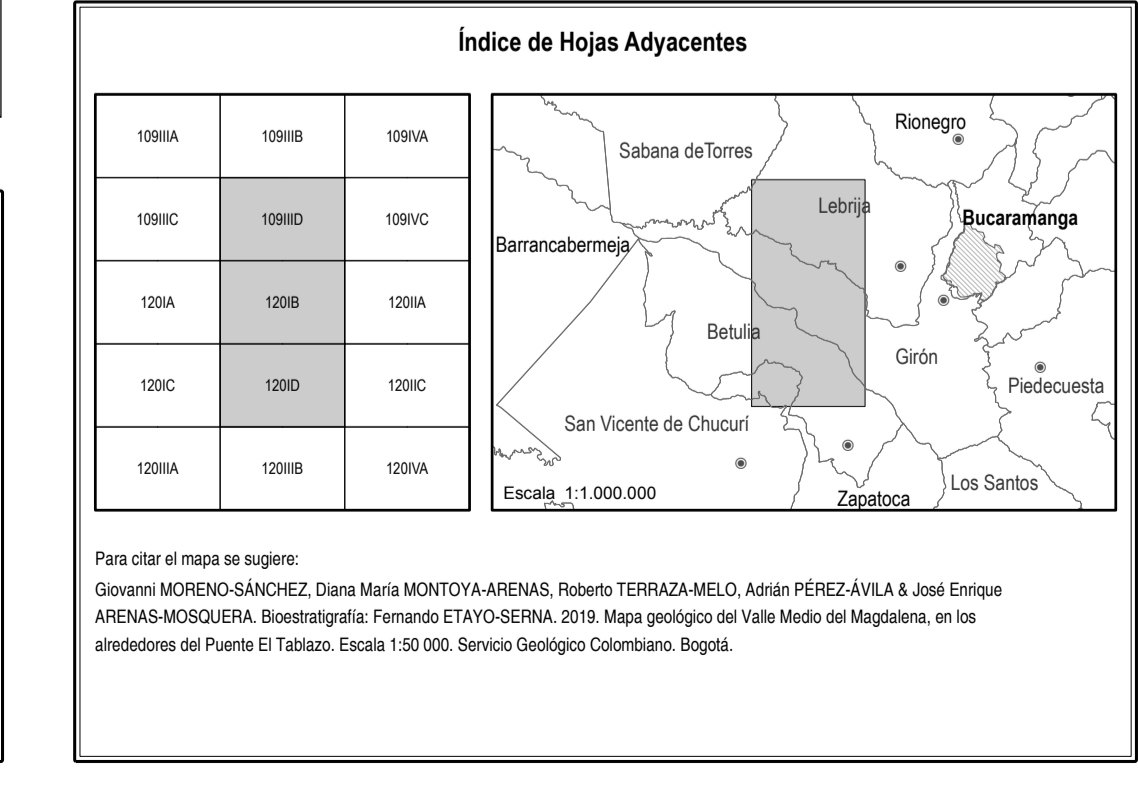 Índice de Hojas Adyacentes
109IIIA 109IIIB 109IVA
109IIIC 109IIID 109IVC
120IA 120IB 120IIA
120IC 120ID 120IIC
120IIIA 120IIIB 120IVA
Rionegro
Sabana deTorres
Lebrija
Bucaramanga
Barrancabermeja
Betulia
Girón
Piedecuesta
San Vicente de Chucurí
Los Santos
Escala 1:1.000.000
Zapatoca
Para citar el mapa se sugiere:
Giovanni MORENO-SÁNCHEZ, Diana María MONTOYA-ARENAS, Roberto TERRAZA-MELO, Adrián PÉREZ-ÁVILA & José Enrique
ARENAS-MOSQUERA. Bioestratigrafía: Fernando ETAYO-SERNA. 2019. Mapa geológico del Valle Medio del Magdalena, en los
alrededores del Puente El Tablazo. Escala 1:50 000. Servicio Geológico Colombiano. Bogotá.